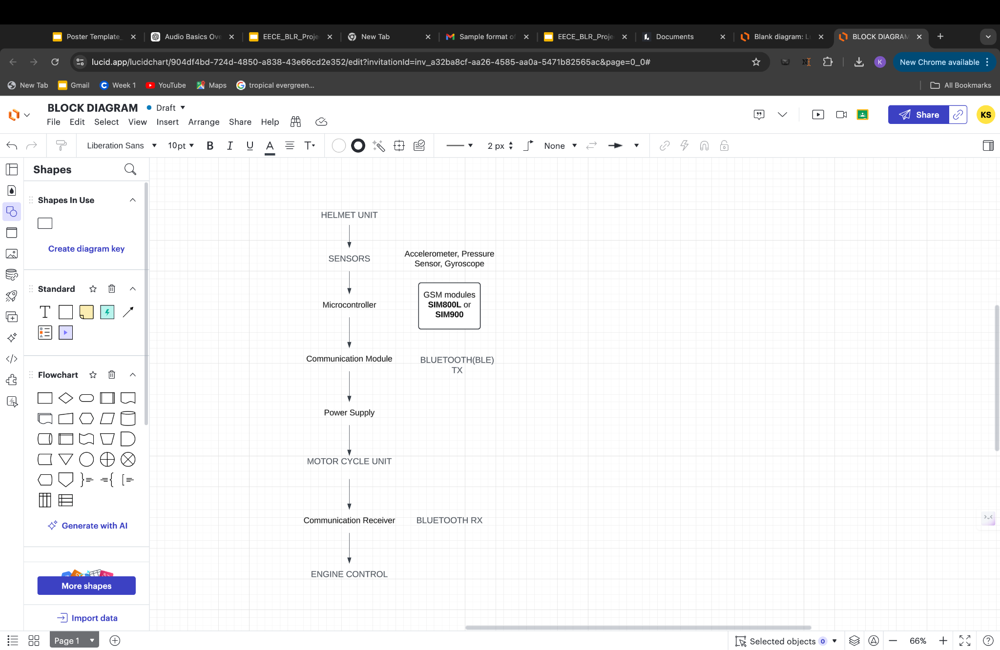 Poster Template_
Audio Basics Ove
EECE_BLR_Proje
New Tab
Sample format of
EECE_BLR_Proje
Documents
Blank diagram: Lu
BLOCK DIAGRAM
lucid.app/lucidchart/904df4bd-724d-4850-a838-43e66cd2e352/edit?invitationId=inv_a32ba8cf-aa26-4585-aa0a-5471b82565ac&page=0_0#
K
New Chrome available
New Tab
Gmail
Week 1
YouTube
Maps
tropical evergreen...
All Bookmarks
BLOCK DIAGRAM
Draft
File Edit Select View Insert Arrange Share Help
Share
KS
Liberation Sans
10pt
B I U A T
2 px
None
Shapes
Shapes In Use
Create diagram key
Standard
T
Flowchart
Generate with AI
More shapes
Import data
HELMET UNIT
SENSORS
Accelerometer, Pressure
Sensor, Gyroscope
Microcontroller
GSM modules
SIM800L or
SIM900
Communication Module
BLUETOOTH(BLE)
TX
Power Supply
MOTOR CYCLE UNIT
Communication Receiver
BLUETOOTH RX
ENGINE CONTROL
Page 1
Selected objects 0
66%